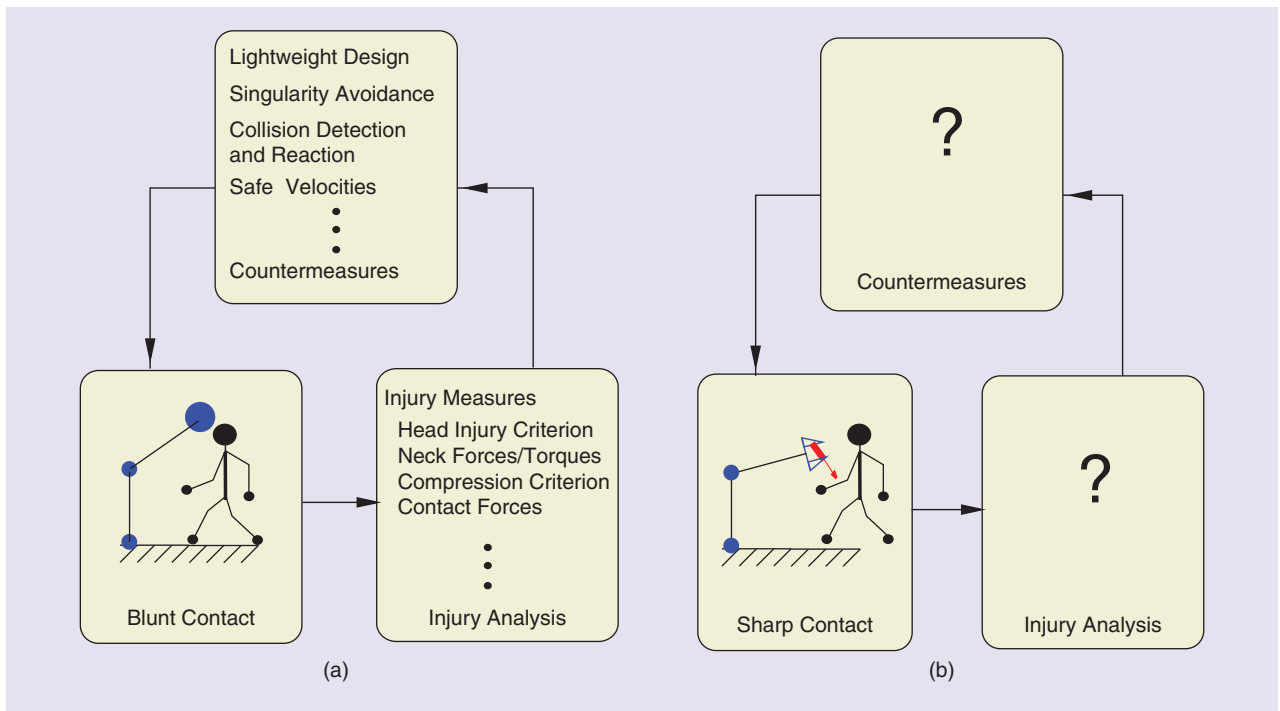 Lightweight Design
Singularity Avoidance
Collision Detection
and Reaction
Safe Velocities
Countermeasures
Blunt Contact
Injury Measures
Head Injury Criterion
Neck Forces/Torques
Compression Criterion
Contact Forces
Injury Analysis
(a)
?
Countermeasures
Sharp Contact
?
Injury Analysis
(b)